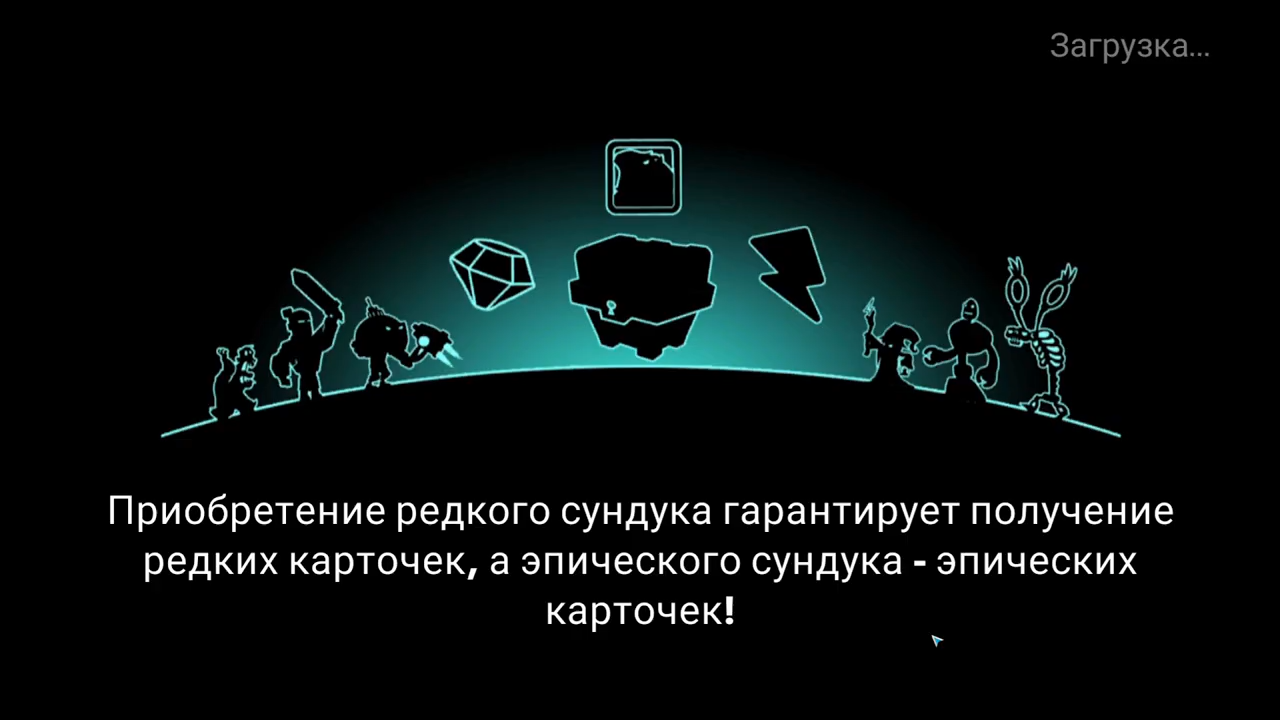 Загрузка...
Приобретение редкого сундука гарантирует получение
редких карточек, а эпического сундука - эпических
карточек!